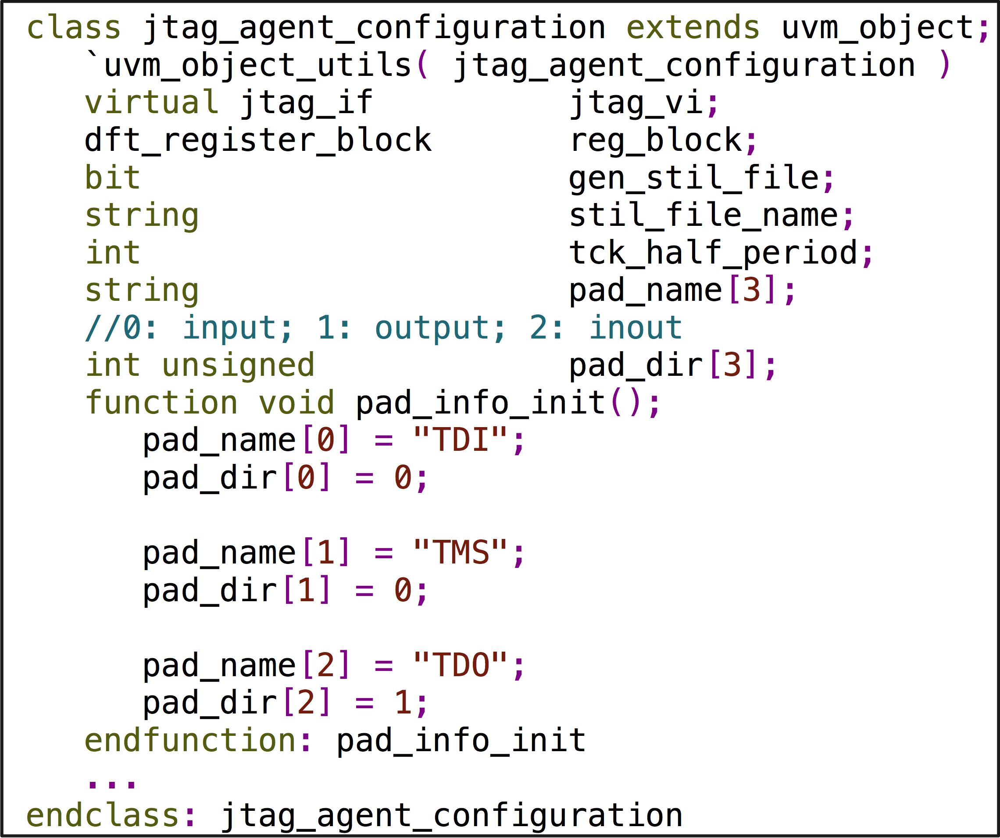 class jtag_agent_configuration extends uvm_object;
   `uvm_object_utils( jtag_agent_configuration )
   virtual jtag_if          jtag_vi;
   dft_register_block       reg_block;
   bit                      gen_stil_file;
   string                   stil_file_name;
   int                      tck_half_period;
   string                   pad_name[3];
   //0: input; 1: output; 2: inout
   int unsigned             pad_dir[3];
   function void pad_info_init();
      pad_name[0] = "TDI";
      pad_dir[0] = 0;

      pad_name[1] = "TMS";
      pad_dir[1] = 0;

      pad_name[2] = "TDO";
      pad_dir[2] = 1;
   endfunction: pad_info_init
   ...
endclass: jtag_agent_configuration